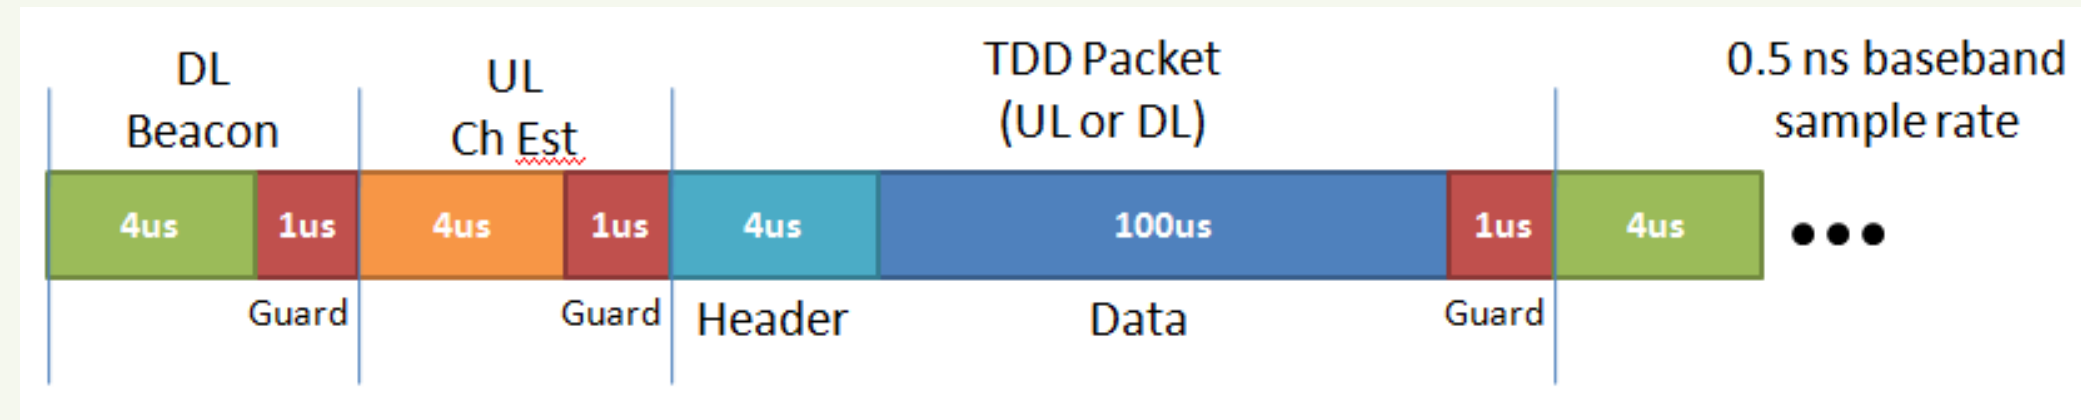 DL
Beacon
UL
Ch Est
TDD Packet
(UL or DL)
0.5 ns baseband
sample rate
4us
1us
4us
1us
4us
100us
1us
4us
Guard
Guard
Header
Data
Guard